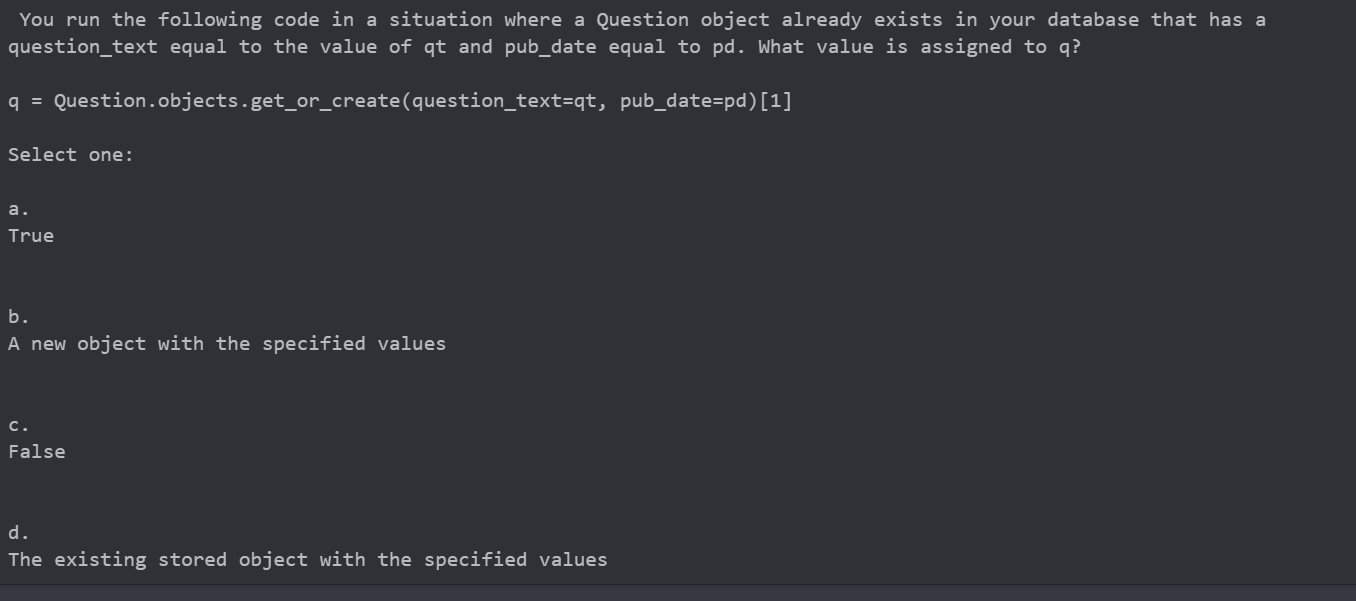 You run the following code in a situation where a Question object already exists in your database that has a
question_text equal to the value of qt and pub_date equal to pd. What value is assigned to q?
q = Question.objects.get_or_create(question_text=qt, pub_date=pd)[1]
Select one:
a.
True
b.
A new object with the specified values
c.
False
d.
The existing stored object with the specified values